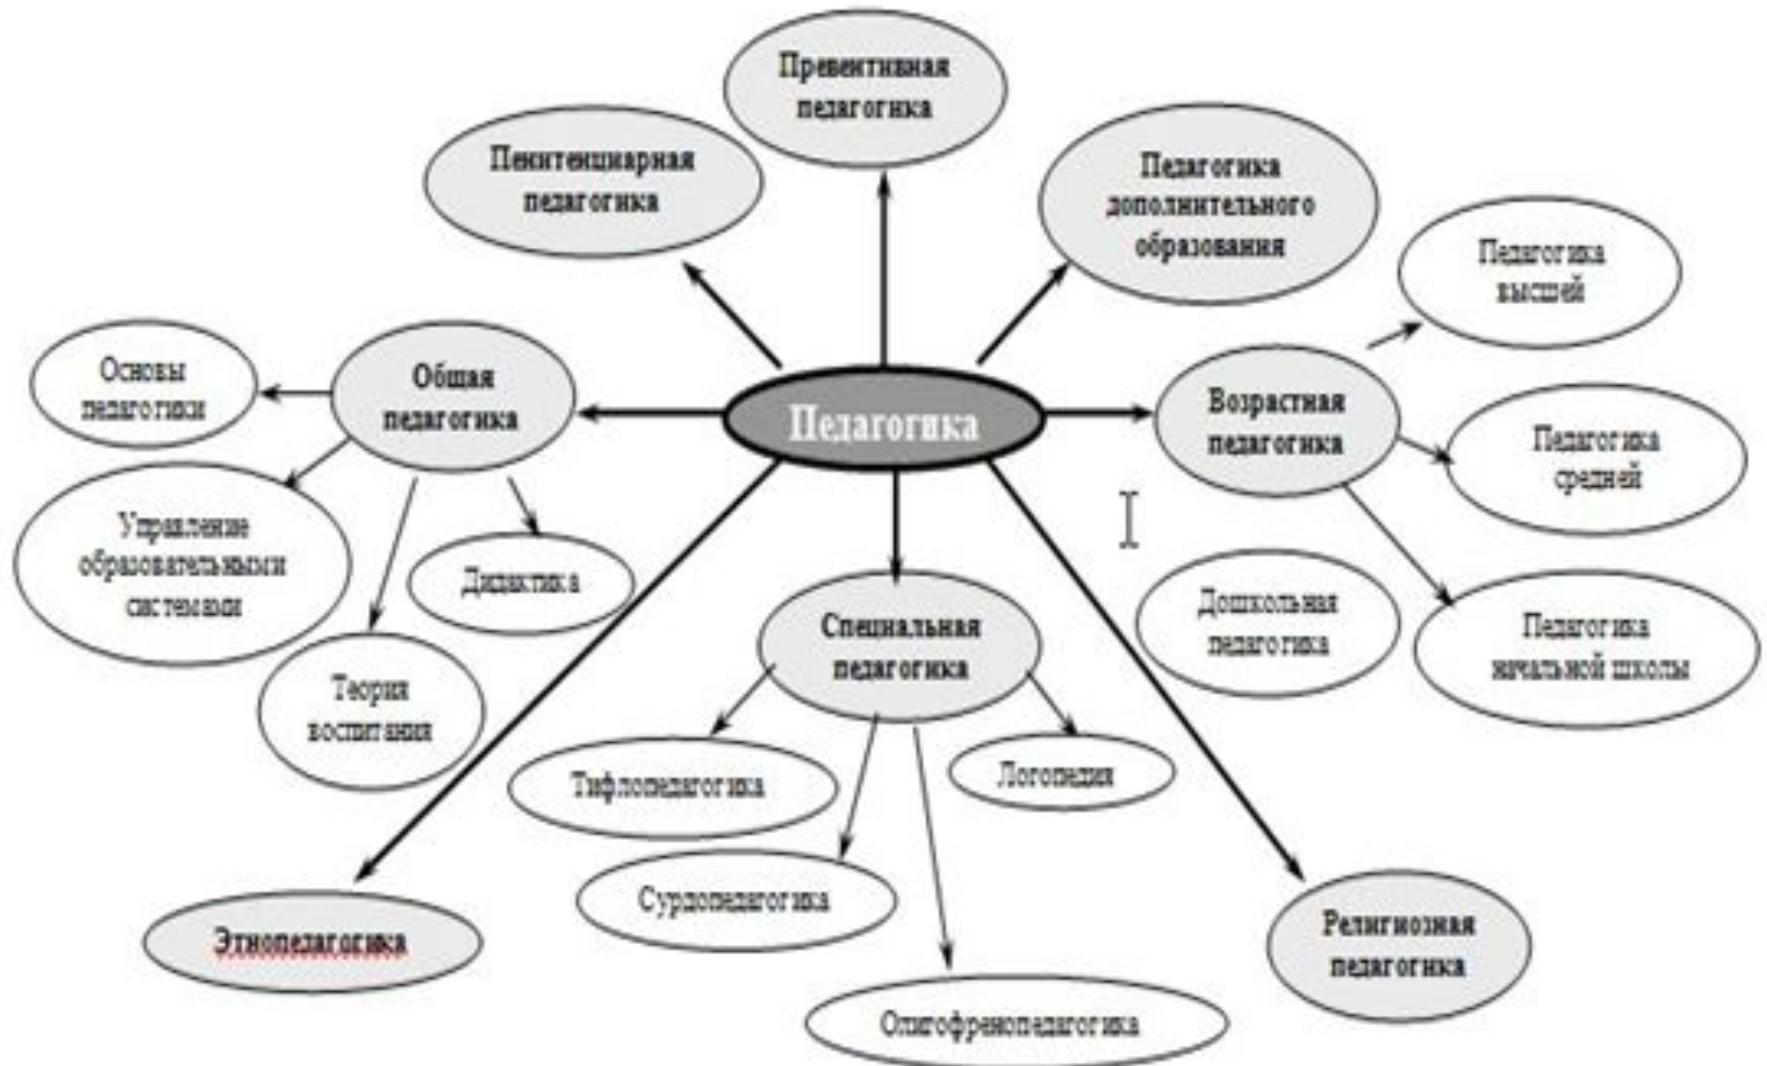 Превентивная
педагогика
Пенитенциарная
педагогика
Педагогика
дополнительного
образования
Педагогика
высшей
Основы
педагогики
Общая
педагогика
Педагогика
Возрастная
педагогика
Педагогика
средней
Управление
образовательными
системами
Дидактика
Теория
воспитания
Специальная
педагогика
Дошкольная
педагогика
Педагогика
начальной школы
Тифлопедагогика
Логопедия
Сурдопедагогика
Этнопедагогика
Религиозная
педагогика
Олигофренопедагогика